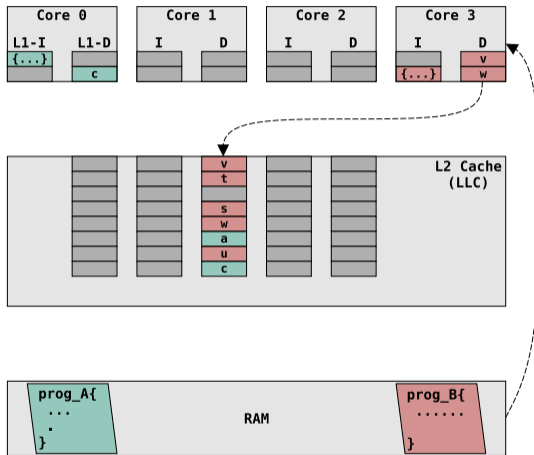 Core 0 Core 1 Core 2 Core 3
L1-I L1-D I D I D I D
{...} v
c {...} w
L2 Cache
(LLC)
v
t
s
w
a
u
c
prog_A{ prog_B{
... ......
RAM
.
} }